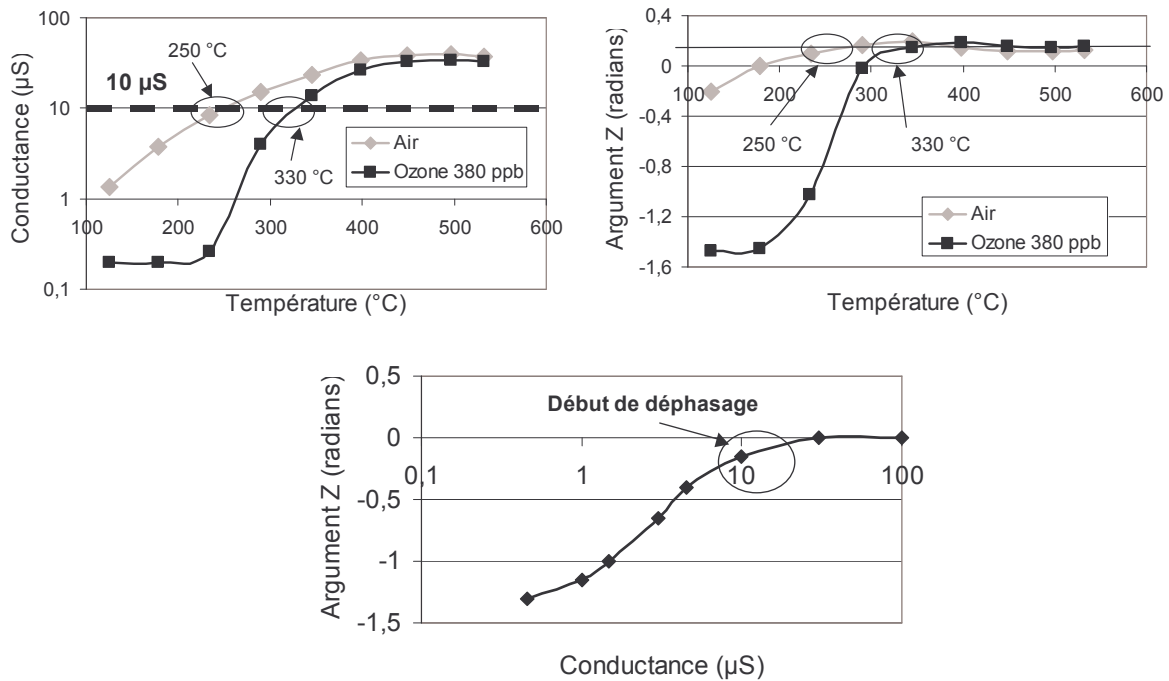 Conductance (µS)
100
10
1
0,1
250 °C
10 µS
330 °C
Air
Ozone 380 ppb
100 200 300 400 500 600
Température (°C)
Argument Z (radians)
0,4
0
-0,4
-0,8
-1,2
-1,6
100 200 300 400 500 600
250 °C
330 °C
Air
Ozone 380 ppb
Température (°C)
Argument Z (radians)
0,5
0
-0,5
-1
-1,5
Début de déphasage
0,1 1 10 100
Conductance (µS)